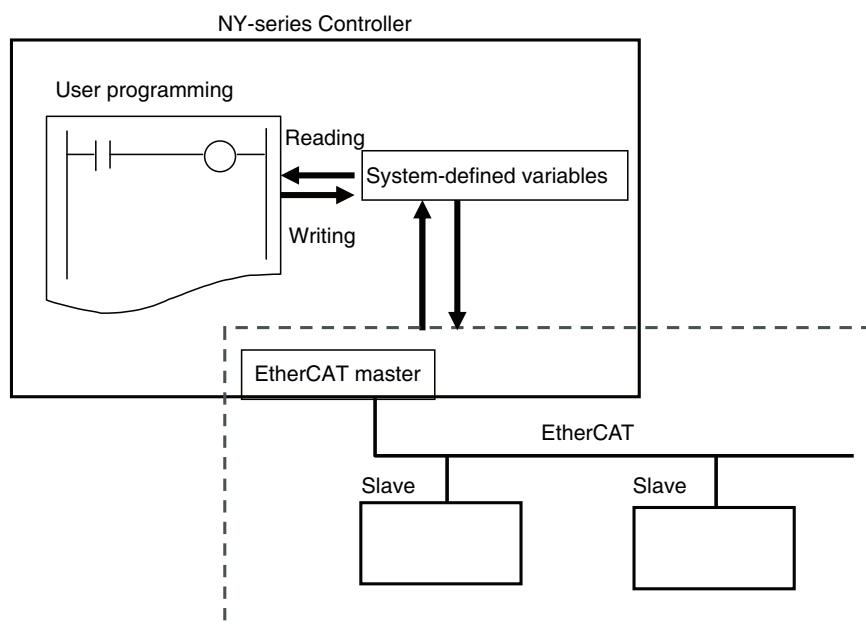 NY-series Controller
User programming
Reading
System-defined variables
Writing
EtherCAT master
EtherCAT
Slave
Slave